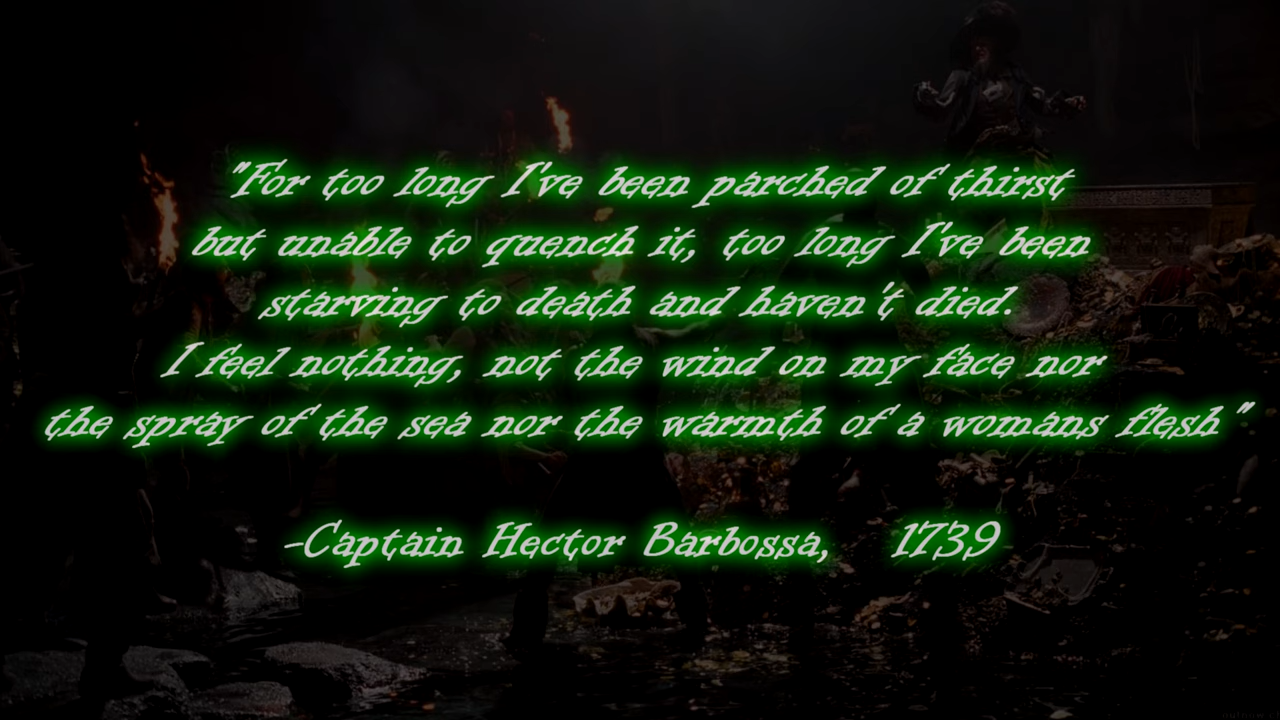 "For too long I've been parched of thirst
but unable to quench it, too long I've been
starving to death and haven't died.
I feel nothing, not the wind on my face nor
the spray of the sea nor the warmth of a womans flesh"
-Captain Hector Barbossa, 1739